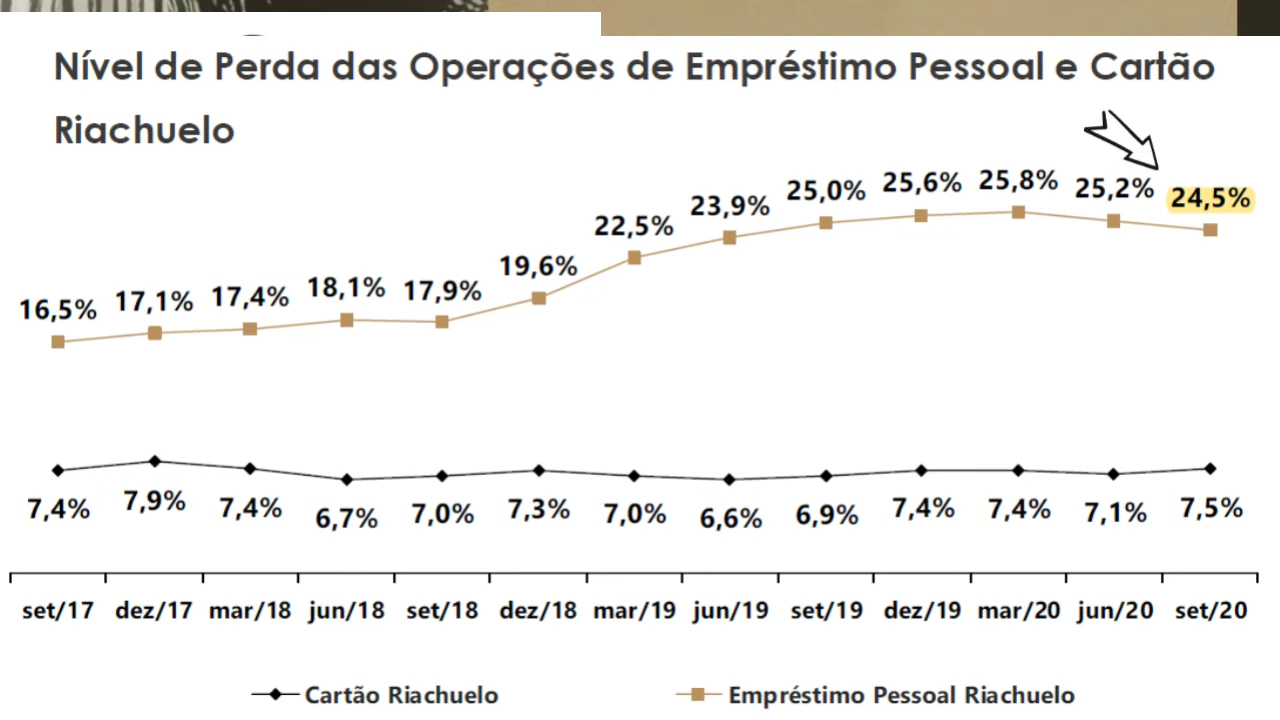 Nível de Perda das Operações de Empréstimo Pessoal e Cartão
Riachuelo
16,5% 17,1% 17,4% 18,1% 17,9% 19,6% 22,5% 23,9% 25,0% 25,6% 25,8% 25,2% 24,5%
7,4% 7,9% 7,4% 6,7% 7,0% 7,3% 7,0% 6,6% 6,9% 7,4% 7,4% 7,1% 7,5%
set/17 dez/17 mar/18 jun/18 set/18 dez/18 mar/19 jun/19 set/19 dez/19 mar/20 jun/20 set/20
Cartão Riachuelo Empréstimo Pessoal Riachuelo